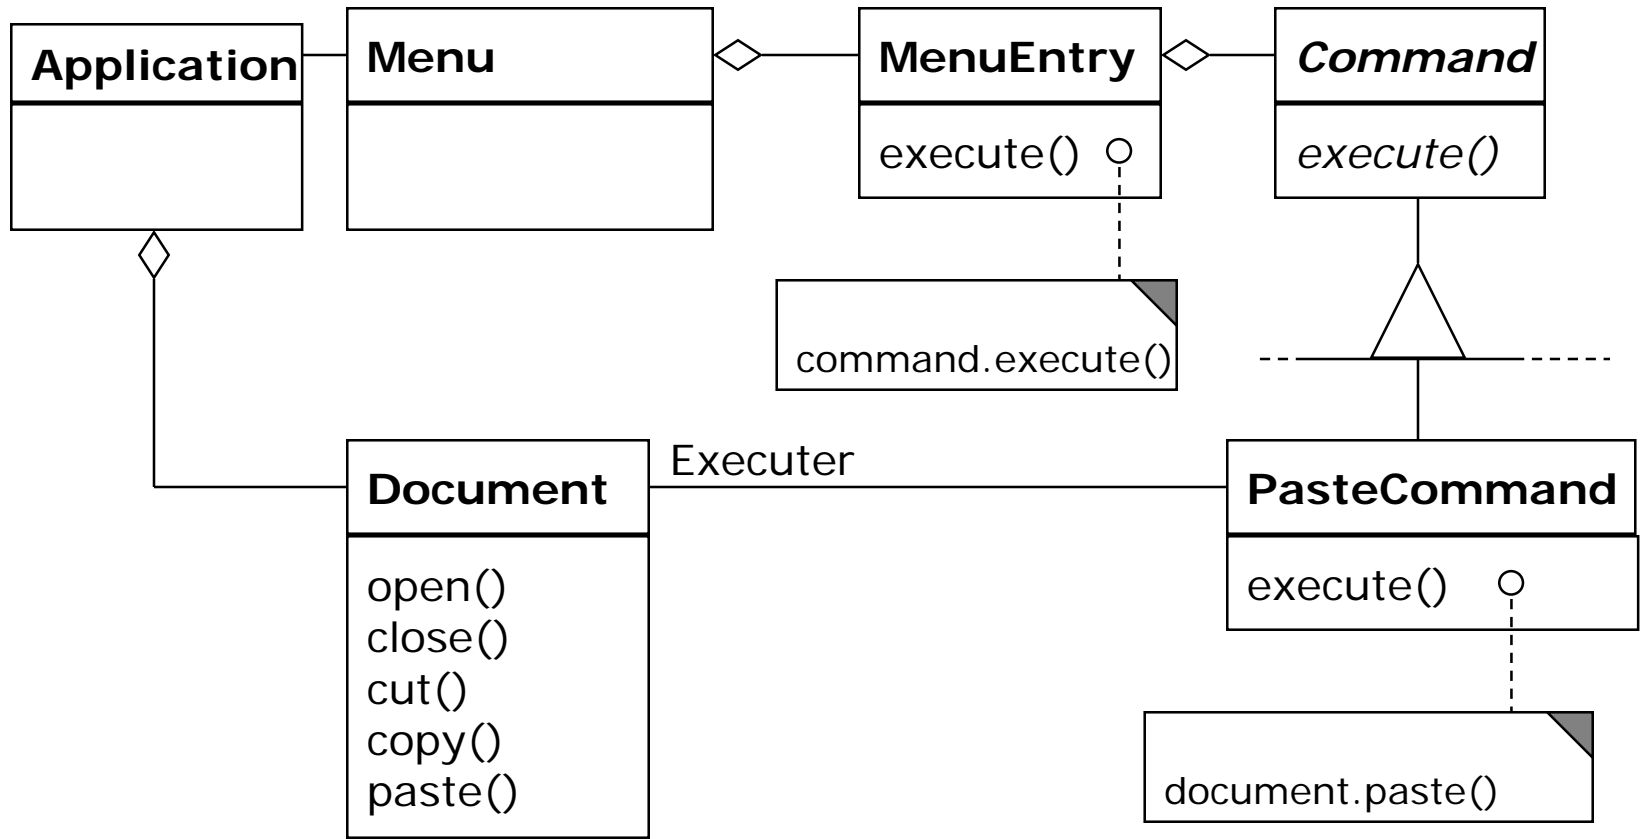 Application
Menu
MenuEntry
execute()
Command
execute()
command.execute()
Executer
Document
open()
close()
cut()
copy()
paste()
PasteCommand
execute()
document.paste()